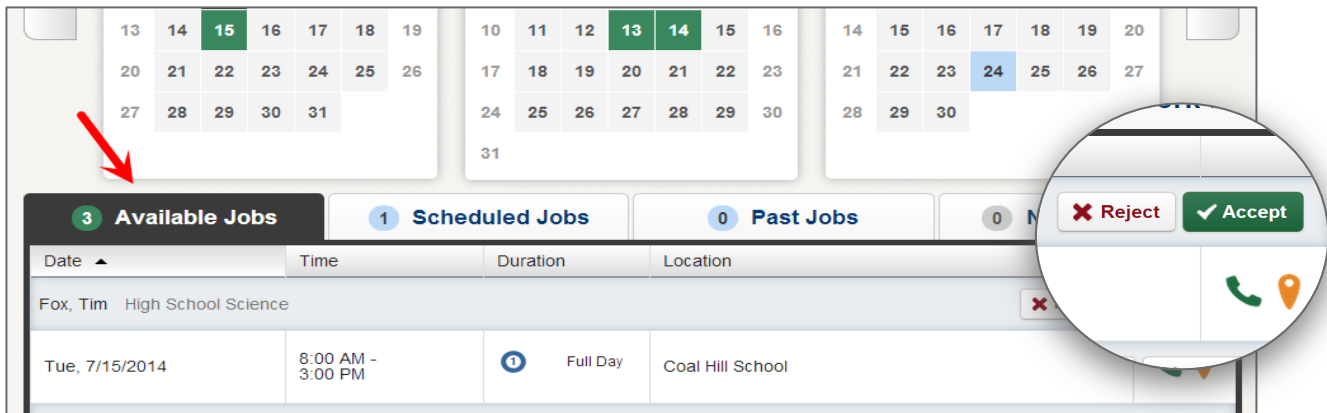 13 14 15 16 17 18 19
20 21 22 23 24 25 26
27 28 29 30 31
10 11 12 13 14 15 16
17 18 19 20 21 22 23
24 25 26 27 28 29 30
31
14 15 16 17 18 19 20
21 22 23 24 25 26 27
28 29 30
3 Available Jobs
1 Scheduled Jobs
0 Past Jobs
0
Date
Time
Duration
Location
Reject
Accept
Fox, Tim High School Science
Tue, 7/15/2014
8:00 AM -
3:00 PM
1 Full Day
Coal Hill School